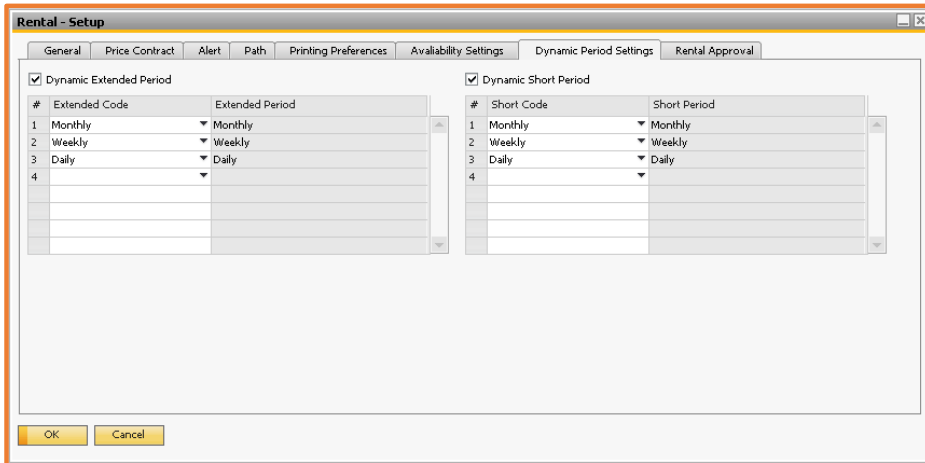 Rental - Setup
General Price Contract Alert Path Printing Preferences Avaliability Settings Dynamic Period Settings Rental Approval
Dynamic Extended Period Dynamic Short Period
# Extended Code Extended Period # Short Code Short Period
1 Monthly Monthly 1 Monthly Monthly
2 Weekly Weekly 2 Weekly Weekly
3 Daily Daily 3 Daily Daily
4 4
OK Cancel